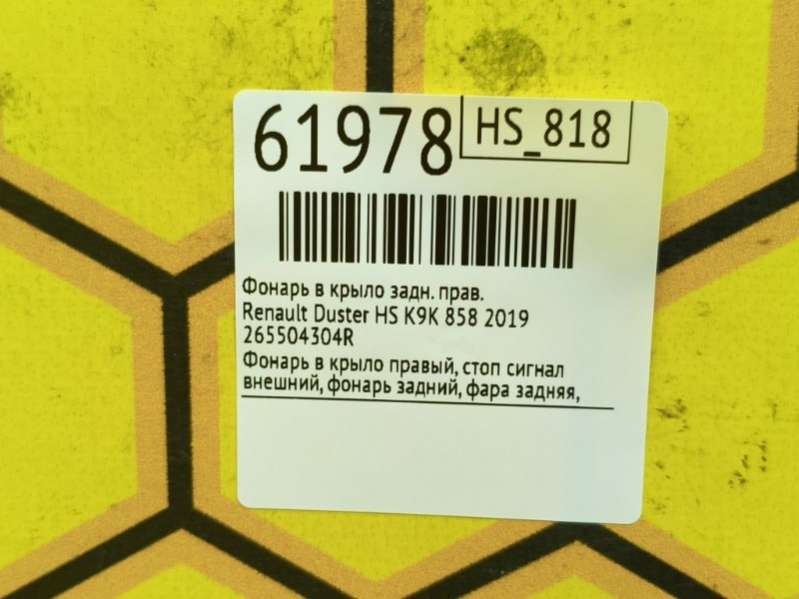 61978
HS_818
Фонарь в крыло задн. прав.
Renault Duster HS K9K 858 2019
265504304R
Фонарь в крыло правый, стоп сигнал
внешний, фонарь задний, фара задняя,